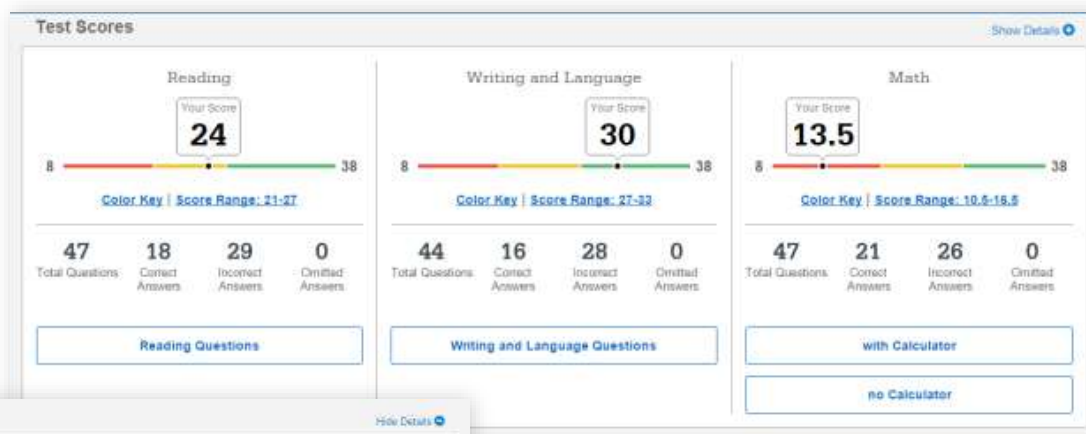 Test Scores
Show Details
Reading
Your Score
24
8
38
Color Key | Score Range: 21-27
47
Total Questions
18
Correct Answers
29
Incorrect Answers
0
Omitted Answers
Reading Questions
Writing and Language
Your Score
30
8
38
Color Key | Score Range: 27-33
44
Total Questions
16
Correct Answers
28
Incorrect Answers
0
Omitted Answers
Writing and Language Questions
Math
Your Score
13.5
8
38
Color Key | Score Range: 10.5-16.5
47
Total Questions
21
Correct Answers
26
Incorrect Answers
0
Omitted Answers
with Calculator
no Calculator
Hide Details